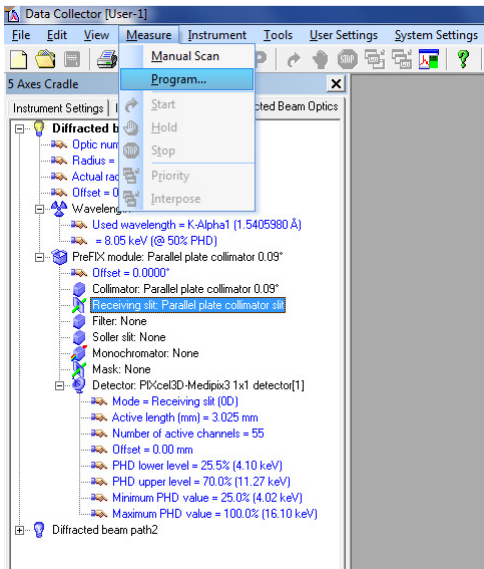 Data Collector [User-1]
File Edit View Measure Instrument Tools User Settings System Settings
Manual Scan
Program...
Start
Hold
Stop
Priority
Interpose
5 Axes Cradle
Instrument Settings cted Beam Optics
Diffracted b
Optic num
Radius =
Actual rad
Offset = 0
Wavelength
Used wavelength = K-Alpha1 (1.5405980 Å)
= 8.05 keV (@ 50% PHD)
PreFIX module: Parallel plate collimator 0.09°
Offset = 0.0000°
Collimator: Parallel plate collimator 0.09°
Receiving slit: Parallel plate collimator slit
Filter: None
Soller slit: None
Monochromator: None
Mask: None
Detector: PIXcel3D-Medipix3 1x1 detector[1]
Mode = Receiving slit (0D)
Active length (mm) = 3.025 mm
Number of active channels = 55
Offset = 0.00 mm
PHD lower level = 25.5% (4.10 keV)
PHD upper level = 70.0% (11.27 keV)
Minimum PHD value = 25.0% (4.02 keV)
Maximum PHD value = 100.0% (16.10 keV)
Diffracted beam path2